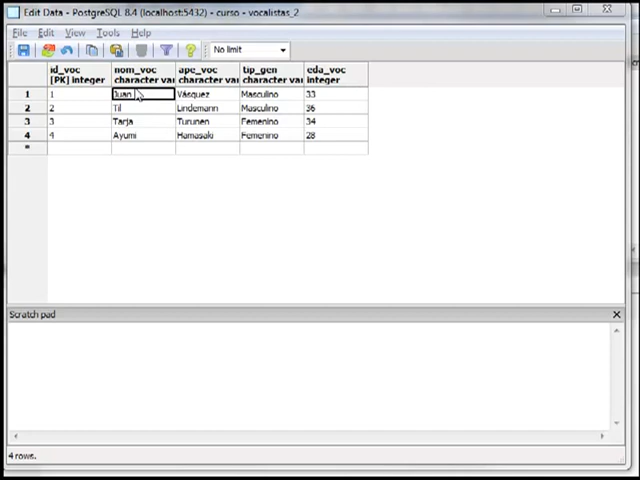 Edit Data - PostgreSQL 8.4 (localhost:5432) - curso - vocalistas_2
File Edit View Tools Help
No limit
id_voc nom_voc ape_voc tip_gen eda_voc
[PK] integer character var character var character var integer
1 1 Juan Vásquez Masculino 33
2 2 Til Lindemann Masculino 36
3 3 Tarja Turunen Femenino 34
4 4 Ayumi Hamasaki Femenino 28
*
Scratch pad
4 rows.